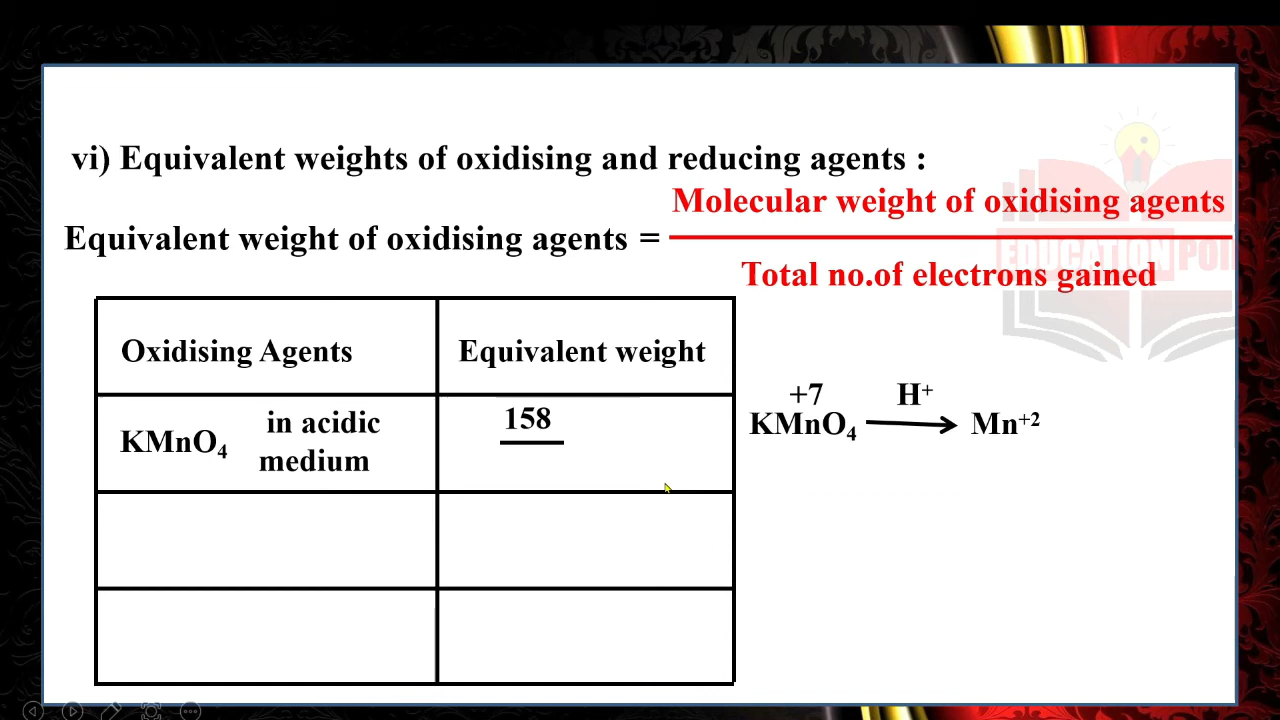 vi) Equivalent weights of oxidising and reducing agents :
Equivalent weight of oxidising agents =
Molecular weight of oxidising agents
Total no.of electrons gained
Oxidising Agents
Equivalent weight
KMnO₄
in acidic
medium
158
+7
H⁺
KMnO₄
Mn⁺²
EDUCATION